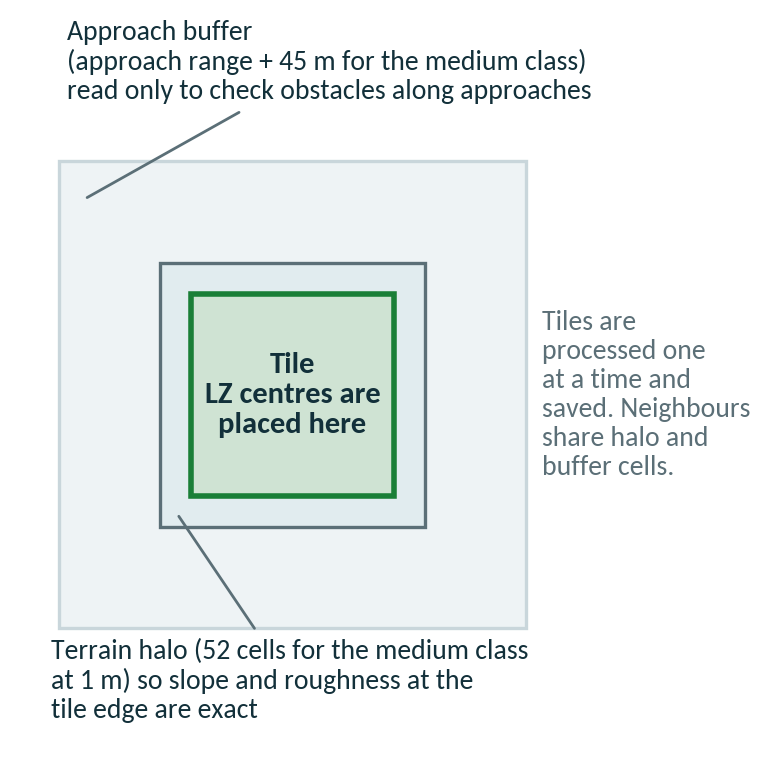 Approach buffer
(approach range + 45 m for the medium class)
read only to check obstacles along approaches
Tile
LZ centres are
placed here
Tiles are
processed one
at a time and
saved. Neighbours
share halo and
buffer cells.
Terrain halo (52 cells for the medium class
at 1 m) so slope and roughness at the
tile edge are exact